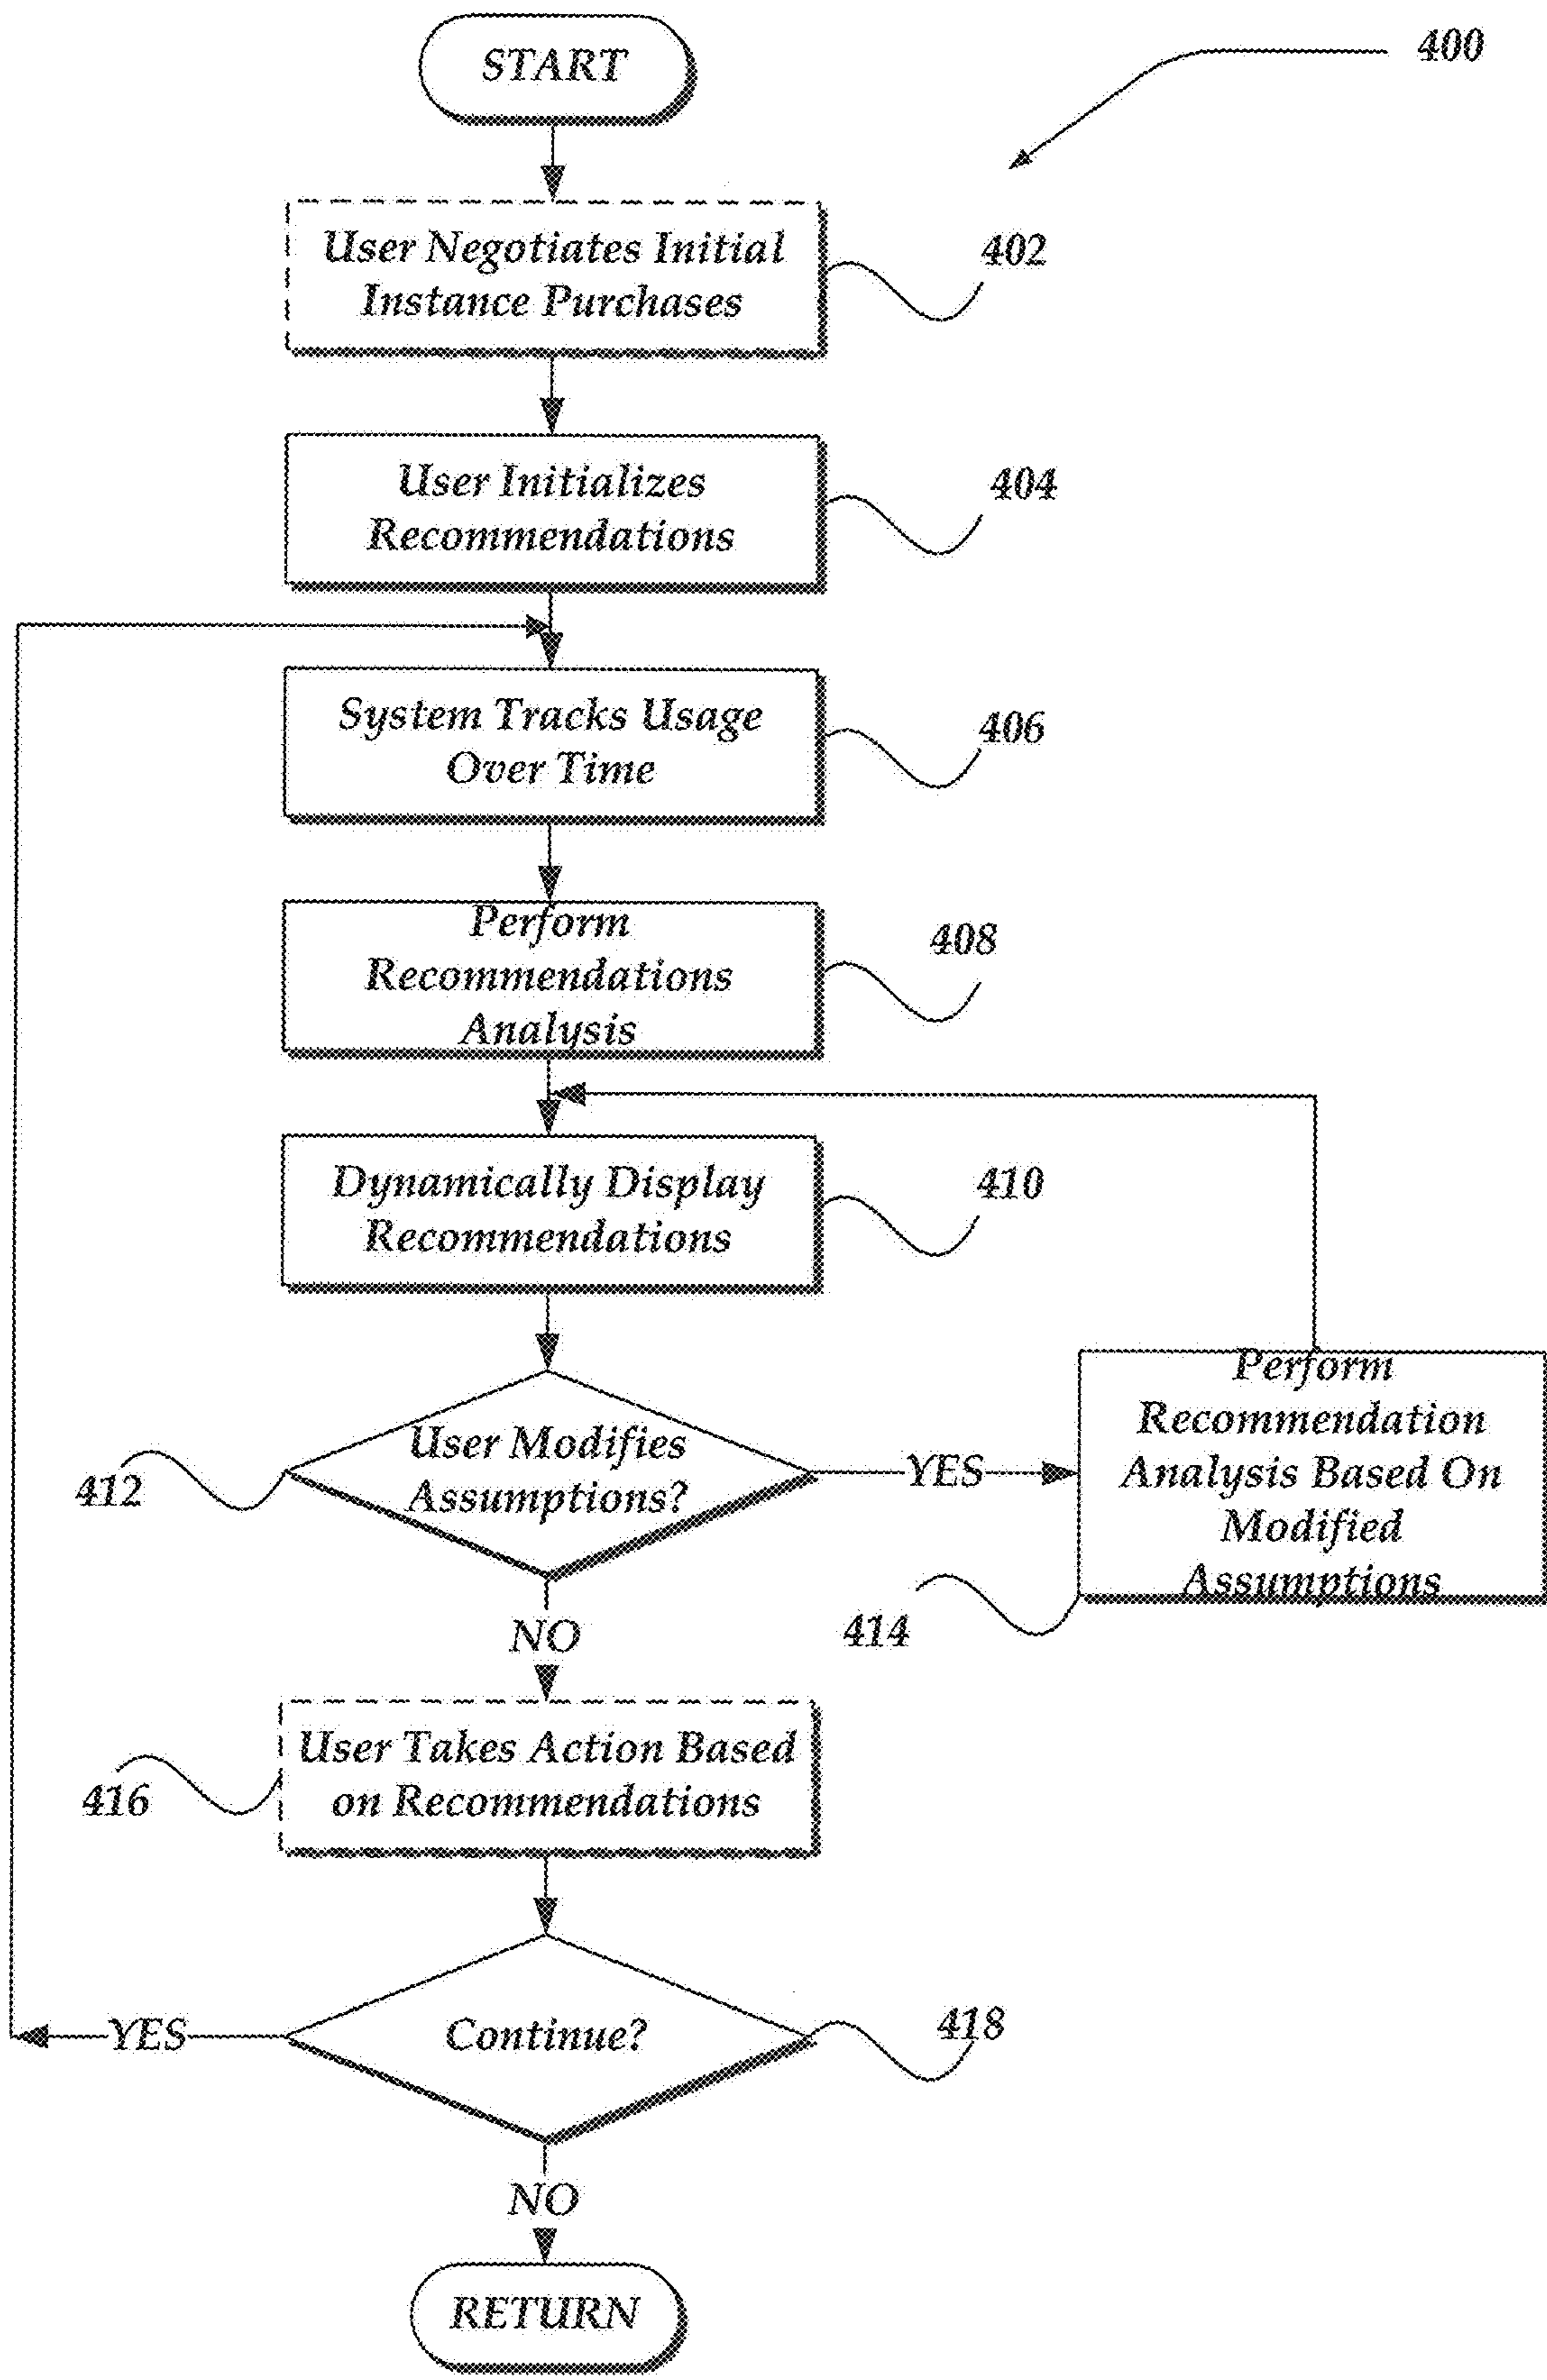 START
400
User Negotiates Initial
Instance Purchases
402
User Initializes
Recommendations
404
System Tracks Usage
Over Time
406
Perform
Recommendations
Analysis
408
Dynamically Display
Recommendations
410
User Modifies
Assumptions?
412
YES
Perform
Recommendation
Analysis Based On
Modified
Assumptions
414
NO
User Takes Action Based
on Recommendations
416
Continue?
418
YES
NO
RETURN